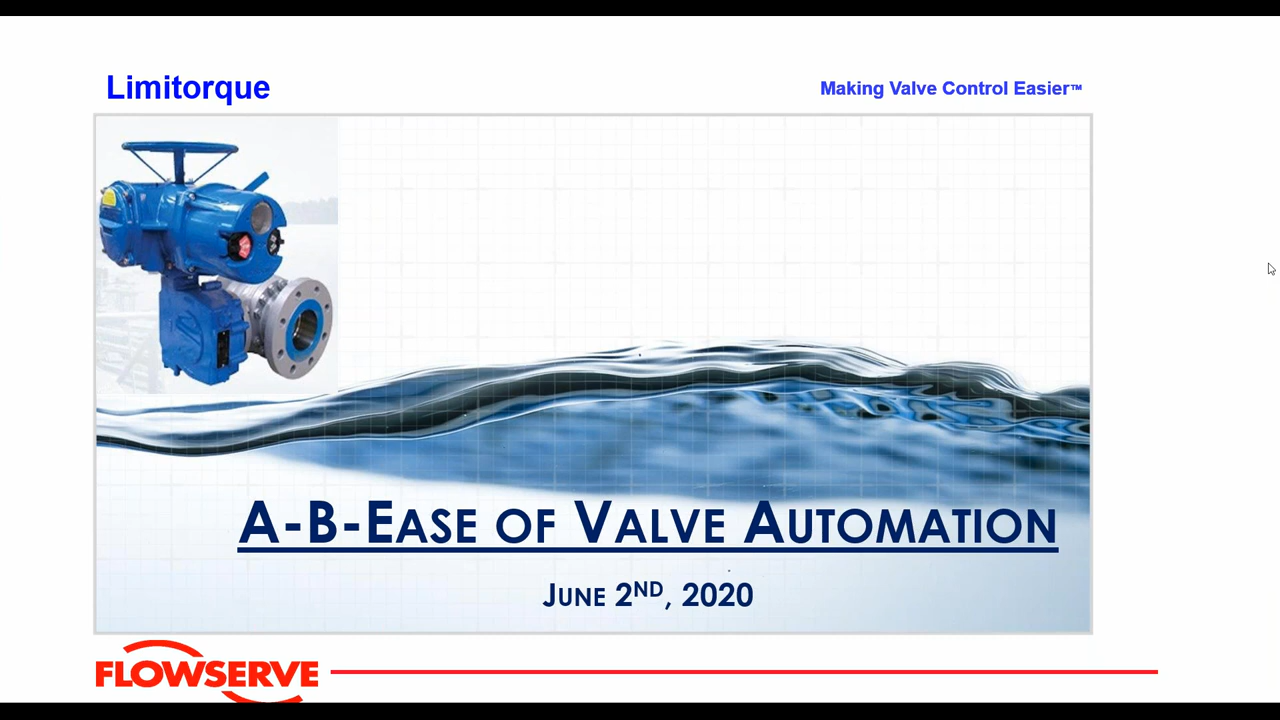 Limitorque
Making Valve Control Easier™
A-B-Ease of Valve Automation
June 2nd, 2020
FLOWSERVE